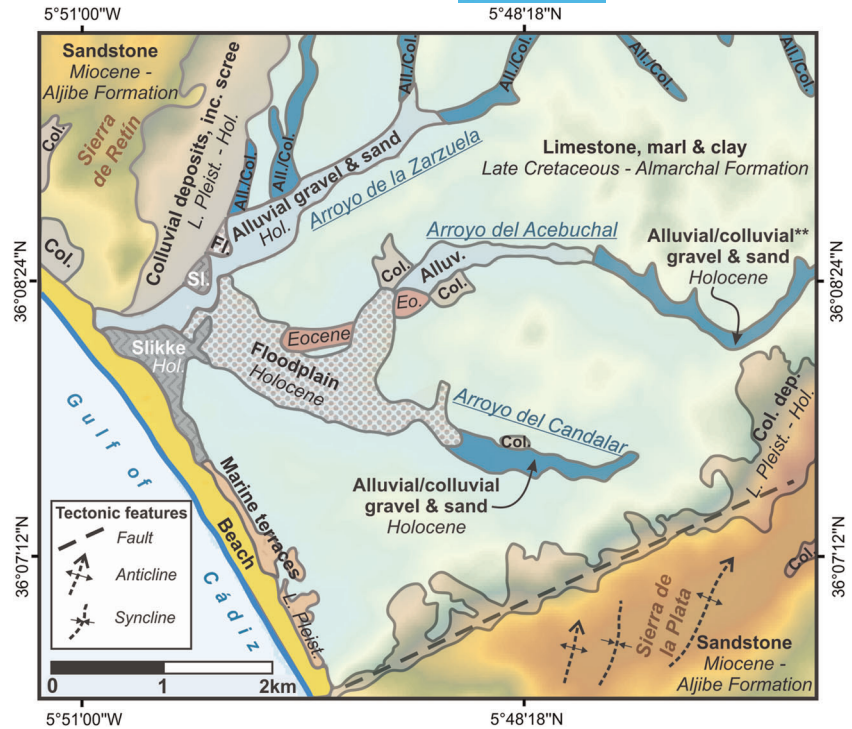 5°51'00"W
5°48'18"N
Sandstone
Miocene -
Aljibe Formation
Sierra
de Retín
Col.
Col.
Colluvial deposits, inc. scree
L. Pleist. - Hol.
All./Col.
All./Col.
All./Col.
All./Col.
All./Col.
All./Col.
Alluvial gravel & sand
Hol.
Arroyo de la Zarzuela
Limestone, marl & clay
Late Cretaceous - Almarchal Formation
Fl.
Sl.
Arroyo del Acebuchal
Alluv.
Col.
Eo.
Col.
Alluvial/colluvial**
gravel & sand
Holocene
36°08'24"N
36°08'24"N
Slikke
Hol.
Eocene
Floodplain
Holocene
Arroyo del Candalar
Col.
Alluvial/colluvial
gravel & sand
Holocene
Col. dep.
L. Pleist. - Hol.
Gulf of
Cádiz
Beach
Marine terraces
L. Pleist.
36°07'12"N
36°07'12"N
Tectonic features
Fault
Anticline
Syncline
Col.
Sierra de
la Plata
Sandstone
Miocene -
Aljibe Formation
0 1 2km
5°51'00"W
5°48'18"N